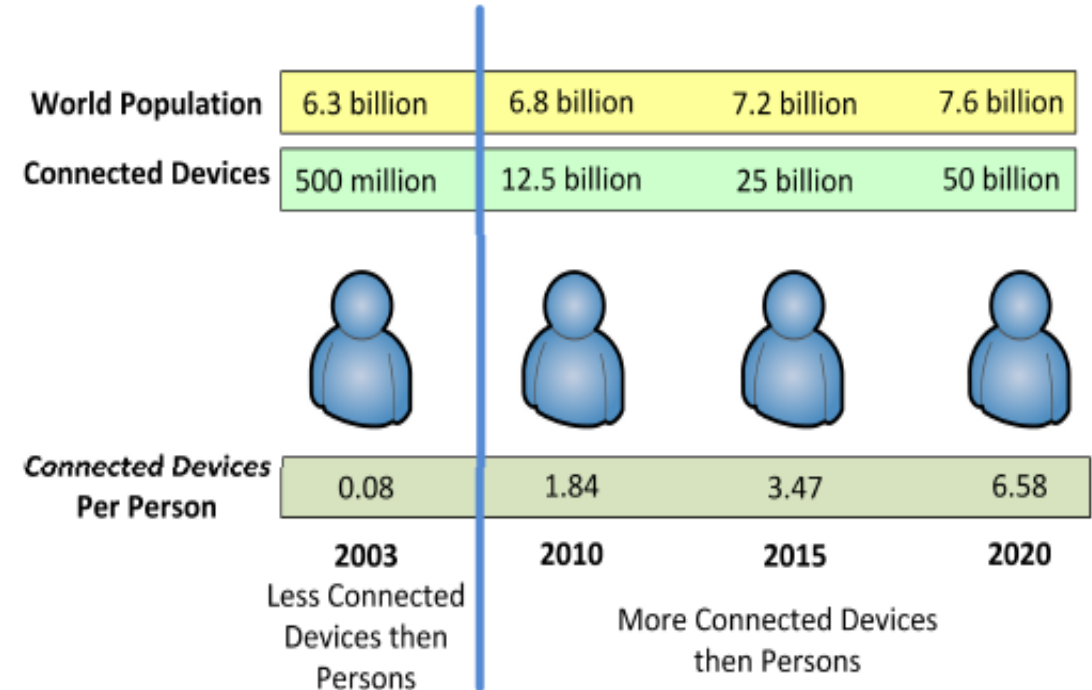 World Population 6.3 billion 6.8 billion 7.2 billion 7.6 billion
Connected Devices 500 million 12.5 billion 25 billion 50 billion
Connected Devices
Per Person 0.08 1.84 3.47 6.58
2003 2010 2015 2020
Less Connected
Devices then
Persons
More Connected Devices
then Persons